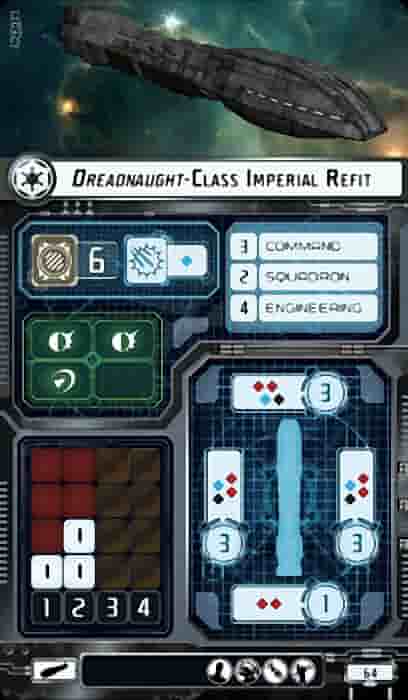 DREADNAUGHT-CLASS IMPERIAL REFIT
6
3 COMMAND
2 SQUADRON
4 ENGINEERING
3
3
3
1
1
1 1
1 2 3 4
64